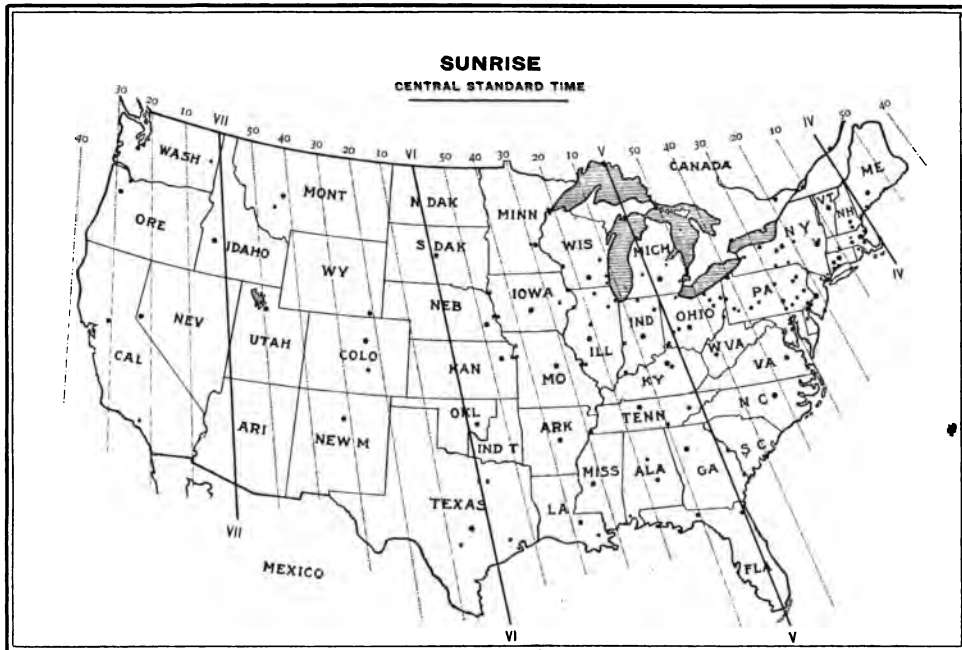 SUNRISE
CENTRAL STANDARD TIME
40 30 20 10 VII 50 40 30 20 10 VI 50 40 30 20 10 V 50 40 30 20 10 IV 50 40
WASH
MONT
N DAK
MINN
CANADA
ME
ORE
IDAHO
S DAK
WIS
MICH
N Y
VT
NH
WY
IOWA
PA
IV
NEB
NEV
UTAH
COLO
ILL
IND
OHIO
W VA
VA
CAL
KAN
MO
KY
N C
ARI
NEW M
OKL
IND T
ARK
TENN
S C
MISS
ALA
GA
TEXAS
LA
VII
FLA
MEXICO
VI
V